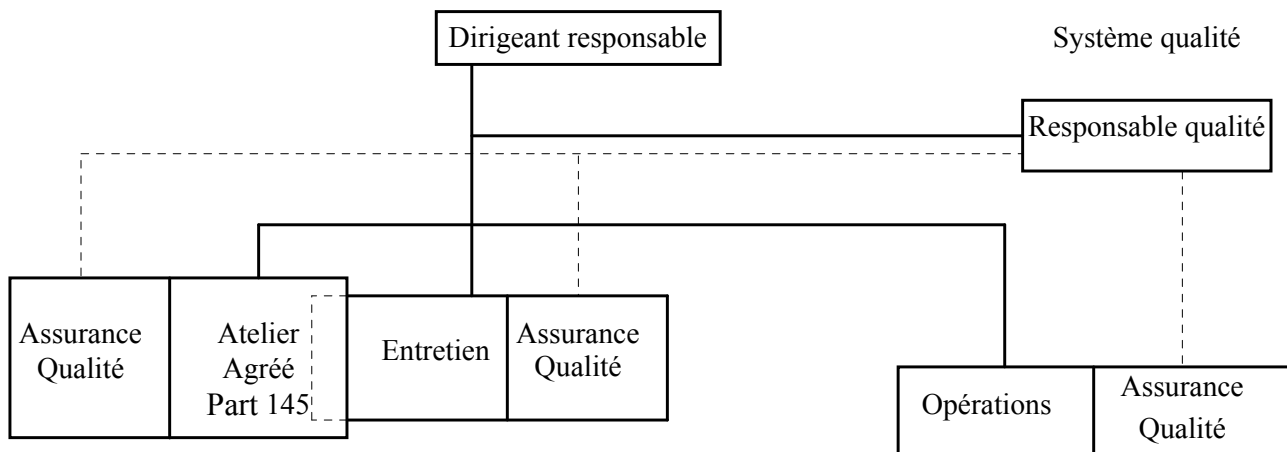 Dirigeant responsable
Système qualité
Responsable qualité
Assurance
Qualité
Atelier
Agréé
Part 145
Entretien
Assurance
Qualité
Opérations
Assurance
Qualité